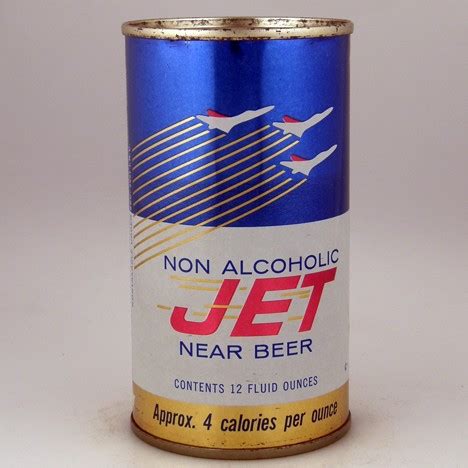 NON ALCOHOLIC
JET
NEAR BEER
CONTENTS 12 FLUID OUNCES
Approx. 4 calories per ounce